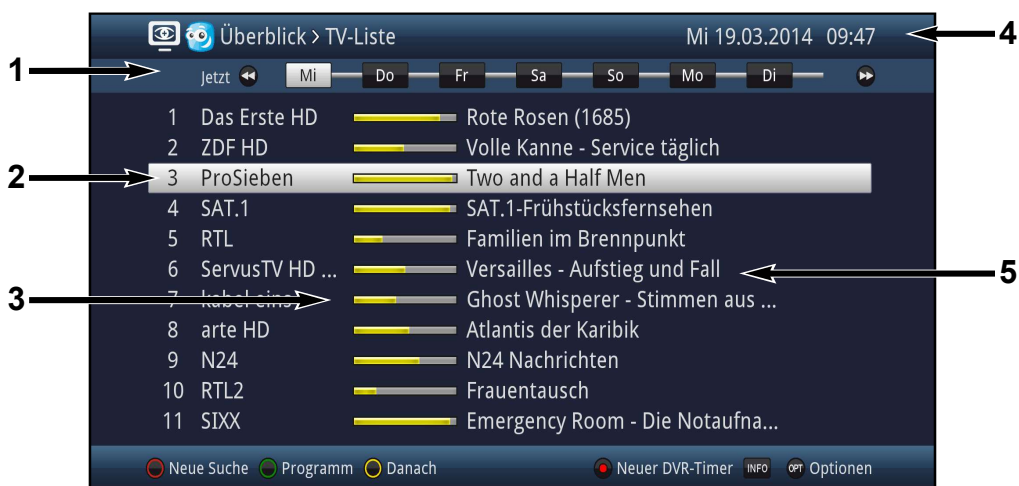 Überblick > TV-Liste Mi 19.03.2014 09:47
4
1
Jetzt Mi Do Fr Sa So Mo Di
1 Das Erste HD Rote Rosen (1685)
2 ZDF HD Volle Kanne - Service täglich
2
3 ProSieben Two and a Half Men
4 SAT.1 SAT.1-Frühstücksfernsehen
5 RTL Familien im Brennpunkt
6 ServusTV HD ... Versailles - Aufstieg und Fall
5
3
7 kabel eins Ghost Whisperer - Stimmen aus ...
8 arte HD Atlantis der Karibik
9 N24 N24 Nachrichten
10 RTL2 Frauentausch
11 SIXX Emergency Room - Die Notaufna...
Neue Suche Programm Danach Neuer DVR-Timer INFO OPT Optionen